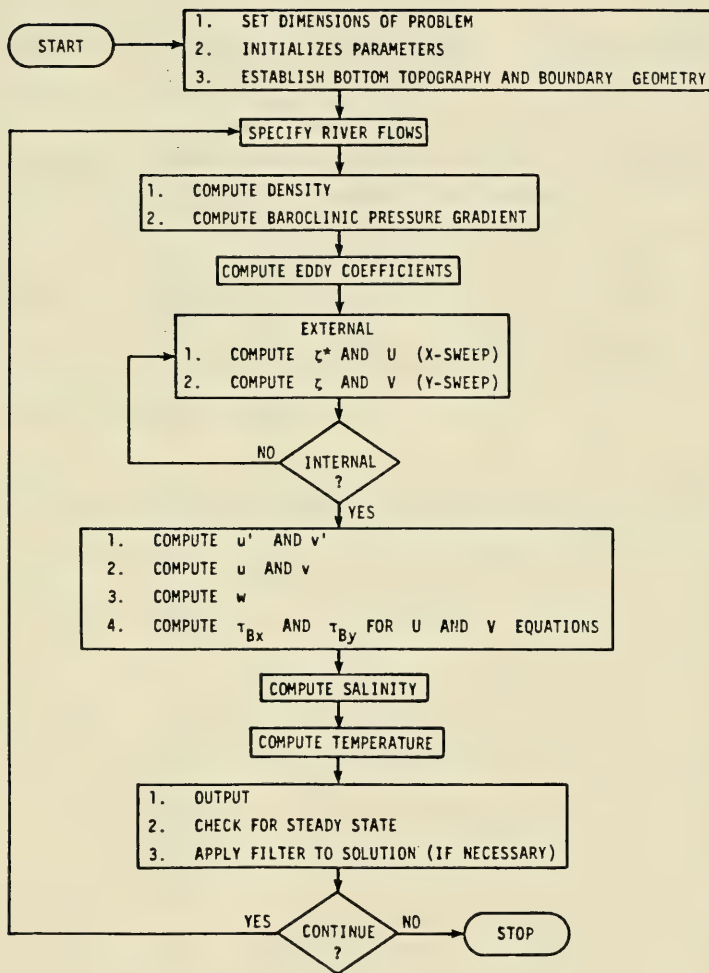 START
1. SET DIMENSIONS OF PROBLEM
2. INITIALIZES PARAMETERS
3. ESTABLISH BOTTOM TOPOGRAPHY AND BOUNDARY GEOMETRY
SPECIFY RIVER FLOWS
1. COMPUTE DENSITY
2. COMPUTE BAROCLINIC PRESSURE GRADIENT
COMPUTE EDDY COEFFICIENTS
EXTERNAL
1. COMPUTE ζ* AND U (X-SWEEP)
2. COMPUTE ζ AND V (Y-SWEEP)
NO
INTERNAL
?
YES
1. COMPUTE u' AND v'
2. COMPUTE u AND v
3. COMPUTE w
4. COMPUTE τBx AND τBy FOR U AND V EQUATIONS
COMPUTE SALINITY
COMPUTE TEMPERATURE
1. OUTPUT
2. CHECK FOR STEADY STATE
3. APPLY FILTER TO SOLUTION (IF NECESSARY)
YES
CONTINUE
?
NO
STOP